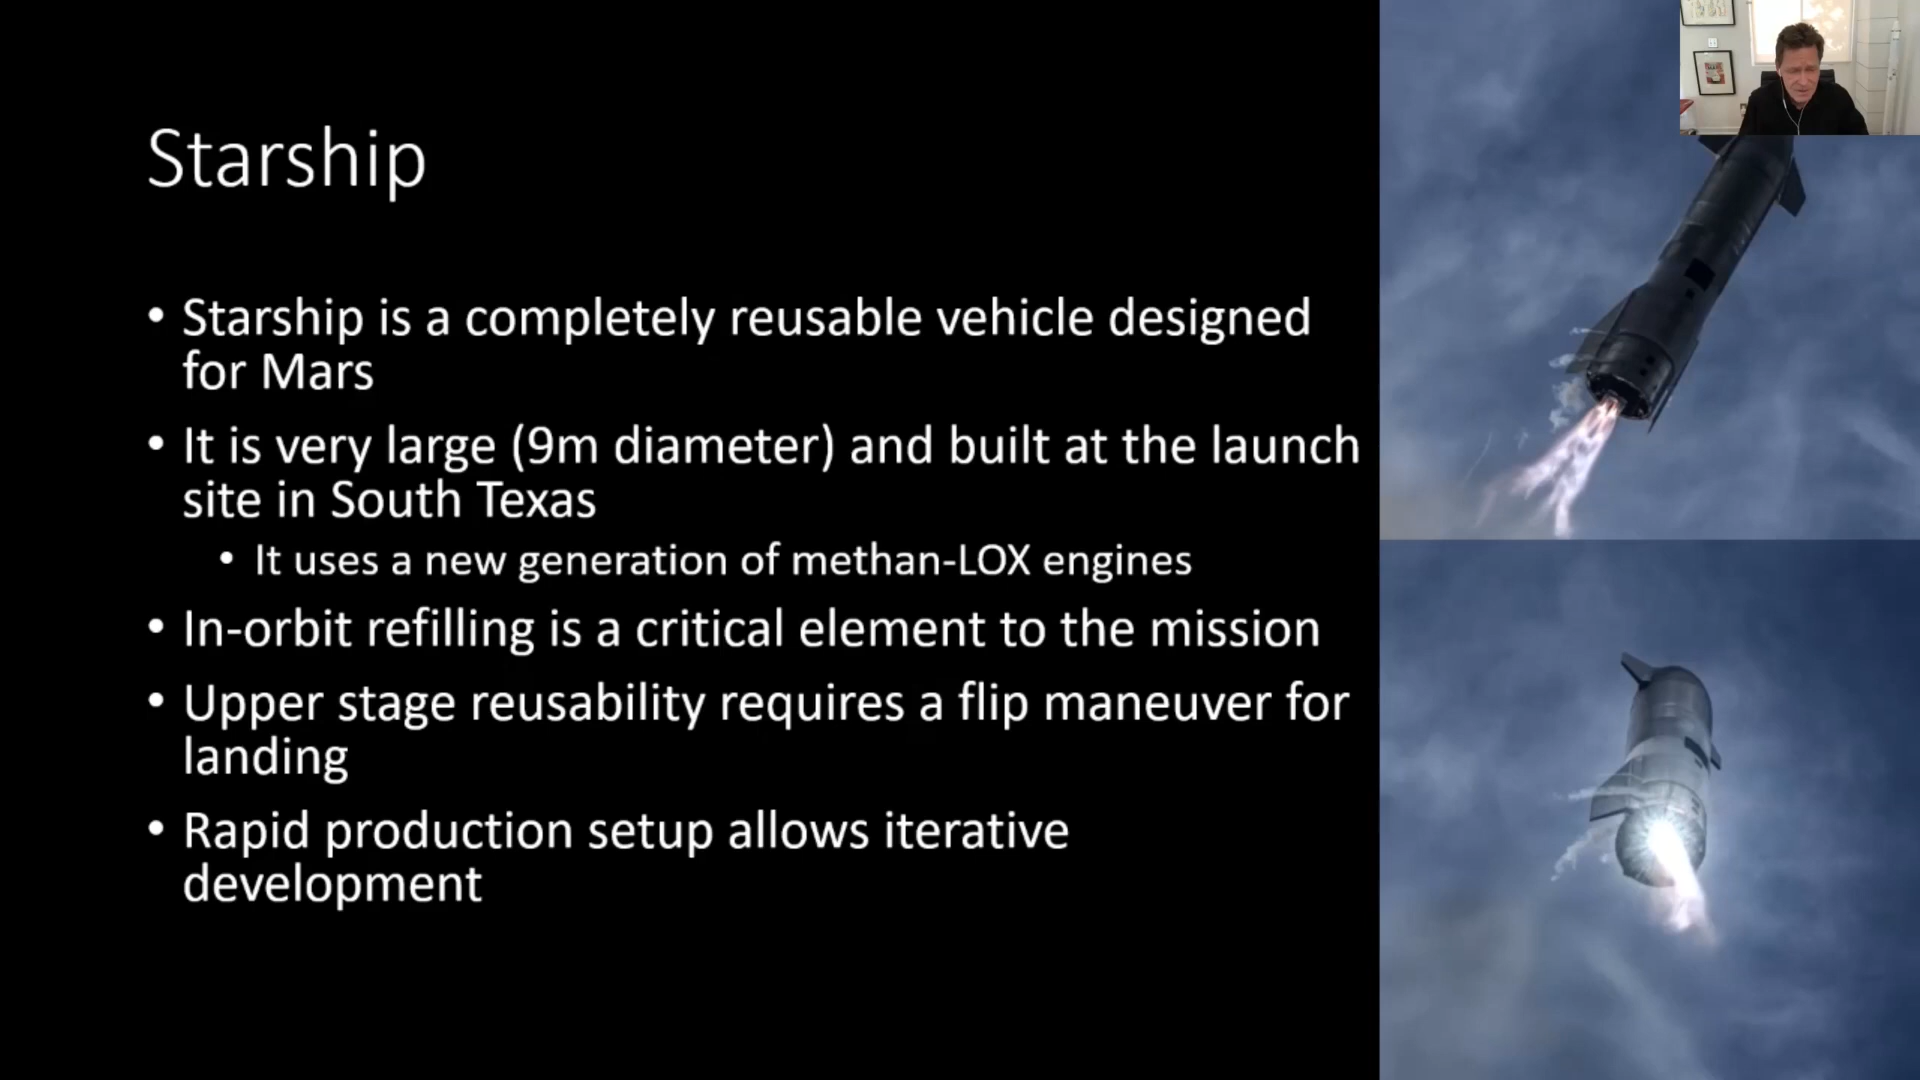 Starship
• Starship is a completely reusable vehicle designed
for Mars
• It is very large (9m diameter) and built at the launch
site in South Texas
• It uses a new generation of methan-LOX engines
• In-orbit refilling is a critical element to the mission
• Upper stage reusability requires a flip maneuver for
landing
• Rapid production setup allows iterative
development